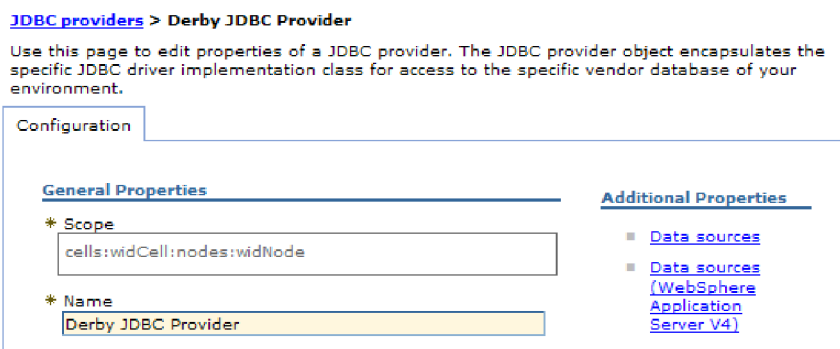 JDBC providers > Derby JDBC Provider
Use this page to edit properties of a JDBC provider. The JDBC provider object encapsulates the
specific JDBC driver implementation class for access to the specific vendor database of your
environment.
Configuration
General Properties
* Scope
cells:widCell:nodes:widNode
* Name
Derby JDBC Provider
Additional Properties
Data sources
Data sources
(WebSphere
Application
Server V4)